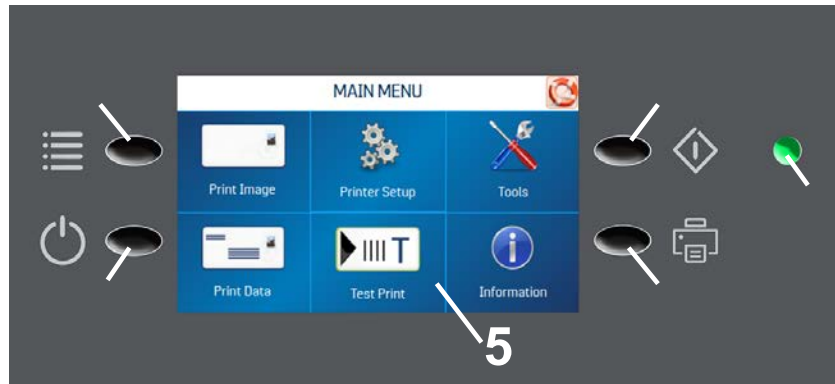 MAIN MENU
Print Image
Printer Setup
Tools
T
Print Data
Test Print
Information
5